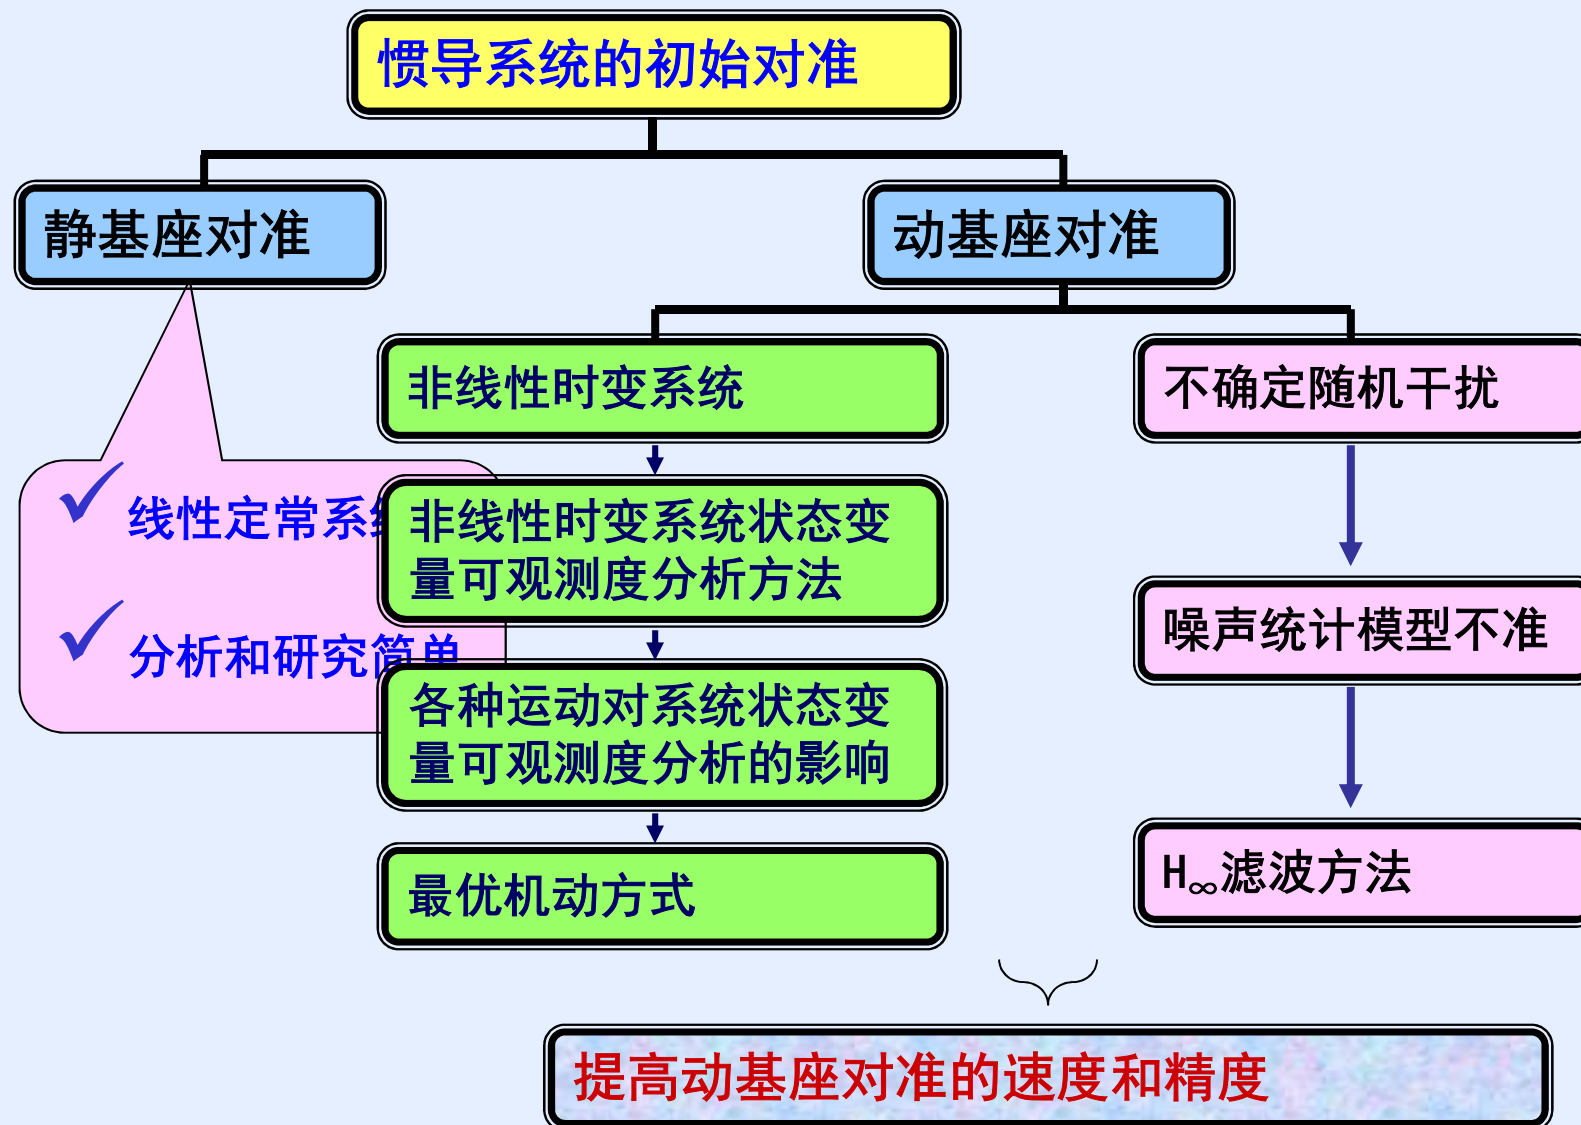 惯导系统的初始对准
静基座对准
动基座对准
线性定常系
分析和研究简单
非线性时变系统
非线性时变系统状态变
量可观测度分析方法
各种运动对系统状态变
量可观测度分析的影响
最优机动方式
不确定随机干扰
噪声统计模型不准
H∞滤波方法
提高动基座对准的速度和精度